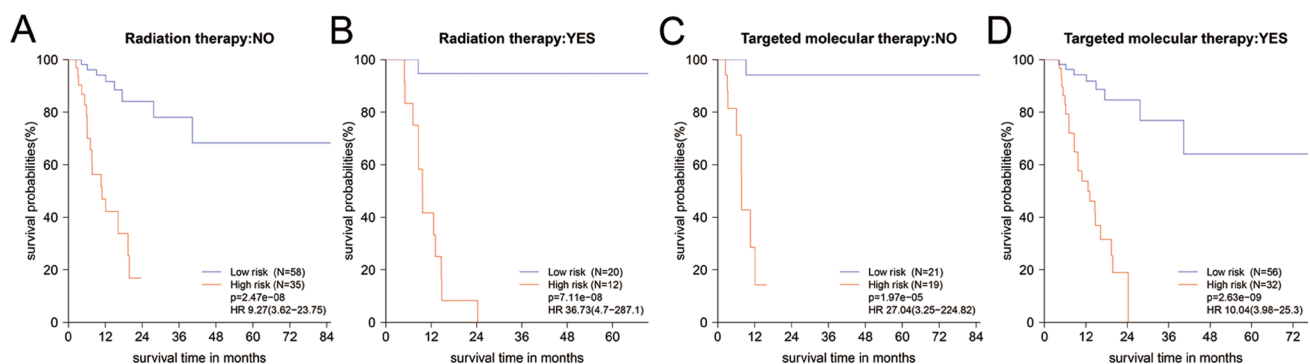 A
Radiation therapy:NO
survival probabilities(%)
100
80
60
40
20
0
Low risk (N=58)
High risk (N=35)
p=2.47e−08
HR 9.27(3.62−23.75)
0 12 24 36 48 60 72 84
survival time in months
B
Radiation therapy:YES
survival probabilities(%)
100
80
60
40
20
0
Low risk (N=20)
High risk (N=12)
p=7.11e−08
HR 36.73(4.7−287.1)
0 12 24 36 48 60
survival time in months
C
Targeted molecular therapy:NO
survival probabilities(%)
100
80
60
40
20
0
Low risk (N=21)
High risk (N=19)
p=1.97e−05
HR 27.04(3.25−224.82)
0 12 24 36 48 60 72 84
survival time in months
D
Targeted molecular therapy:YES
survival probabilities(%)
100
80
60
40
20
0
Low risk (N=56)
High risk (N=32)
p=2.63e−09
HR 10.04(3.98−25.3)
0 12 24 36 48 60 72
survival time in months